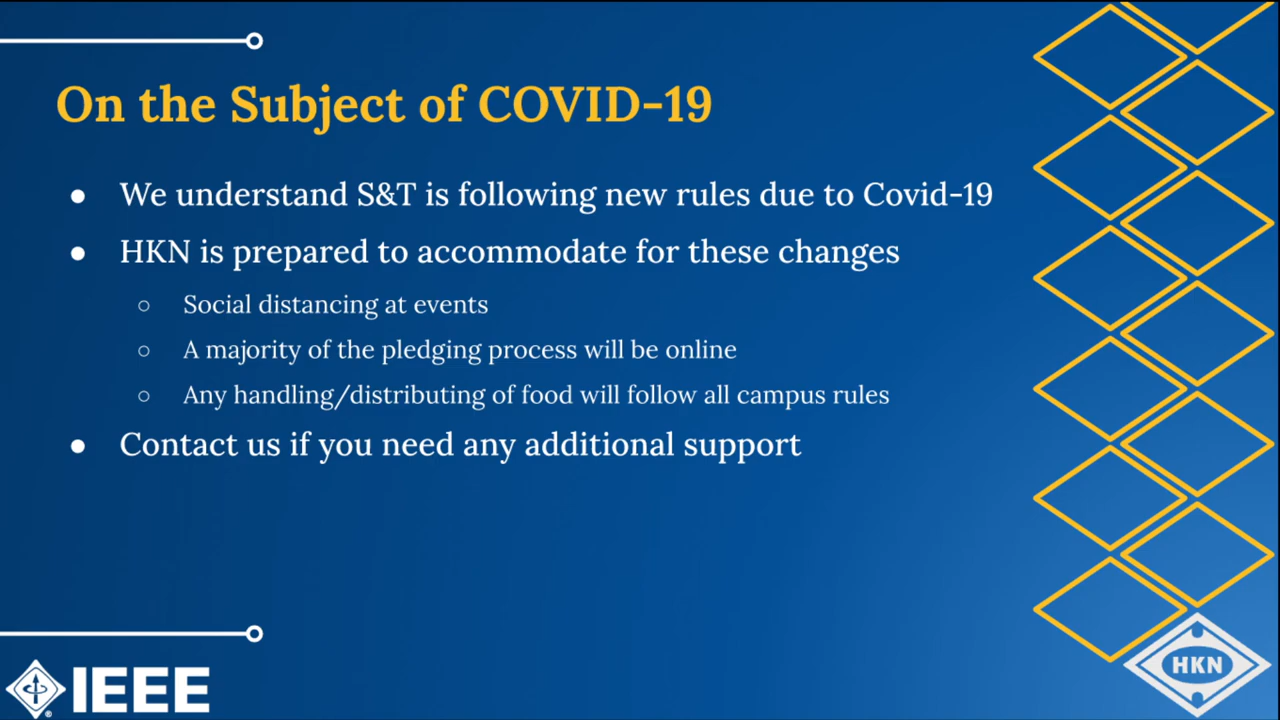 On the Subject of COVID-19
● We understand S&T is following new rules due to Covid-19
● HKN is prepared to accommodate for these changes
○ Social distancing at events
○ A majority of the pledging process will be online
○ Any handling/distributing of food will follow all campus rules
● Contact us if you need any additional support
IEEE
®
HKN